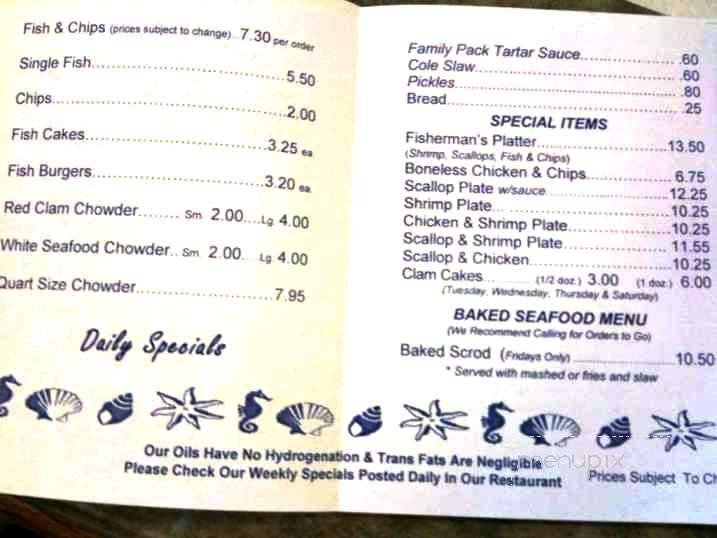 Fish & Chips (prices subject to change)..7.30 per order
Single Fish..............................5.50
Chips..............................2.00
Fish Cakes..............................3.25 ea.
Fish Burgers..............................3.20 ea.
Red Clam Chowder......... Sm. 2.00....Lg. 4.00
White Seafood Chowder.. Sm. 2.00....Lg. 4.00
Quart Size Chowder..............................7.95
Daily Specials
Family Pack Tartar Sauce..................... .60
Cole Slaw.............................................. .60
Pickles................................................... .80
Bread..................................................... .25
SPECIAL ITEMS
Fisherman's Platter..............................13.50
(Shrimp, Scallops, Fish & Chips)
Boneless Chicken & Chips................... 6.75
Scallop Plate w/sauce..........................12.25
Shrimp Plate........................................10.25
Chicken & Shrimp Plate.......................10.25
Scallop & Shrimp Plate........................11.55
Scallop & Chicken................................10.25
Clam Cakes............(1/2 doz.) 3.00 (1 doz.) 6.00
(Tuesday, Wednesday, Thursday & Saturday)
BAKED SEAFOOD MENU
(We Recommend Calling for Orders to Go)
Baked Scrod (Fridays Only) ..............................10.50
* Served with mashed or fries and slaw
Our Oils Have No Hydrogenation & Trans Fats Are Negligible
Please Check Our Weekly Specials Posted Daily In Our Restaurant
Prices Subject To Ch
menupix